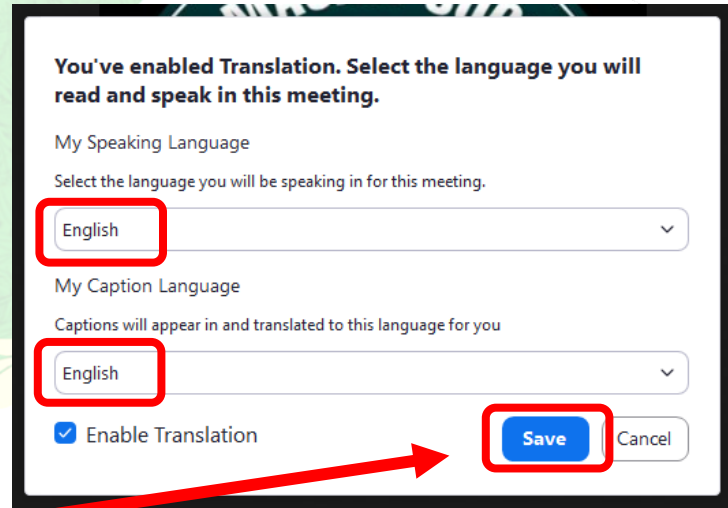 You've enabled Translation. Select the language you will
read and speak in this meeting.
My Speaking Language
Select the language you will be speaking in for this meeting.
English
My Caption Language
Captions will appear in and translated to this language for you
English
Enable Translation
Save
Cancel